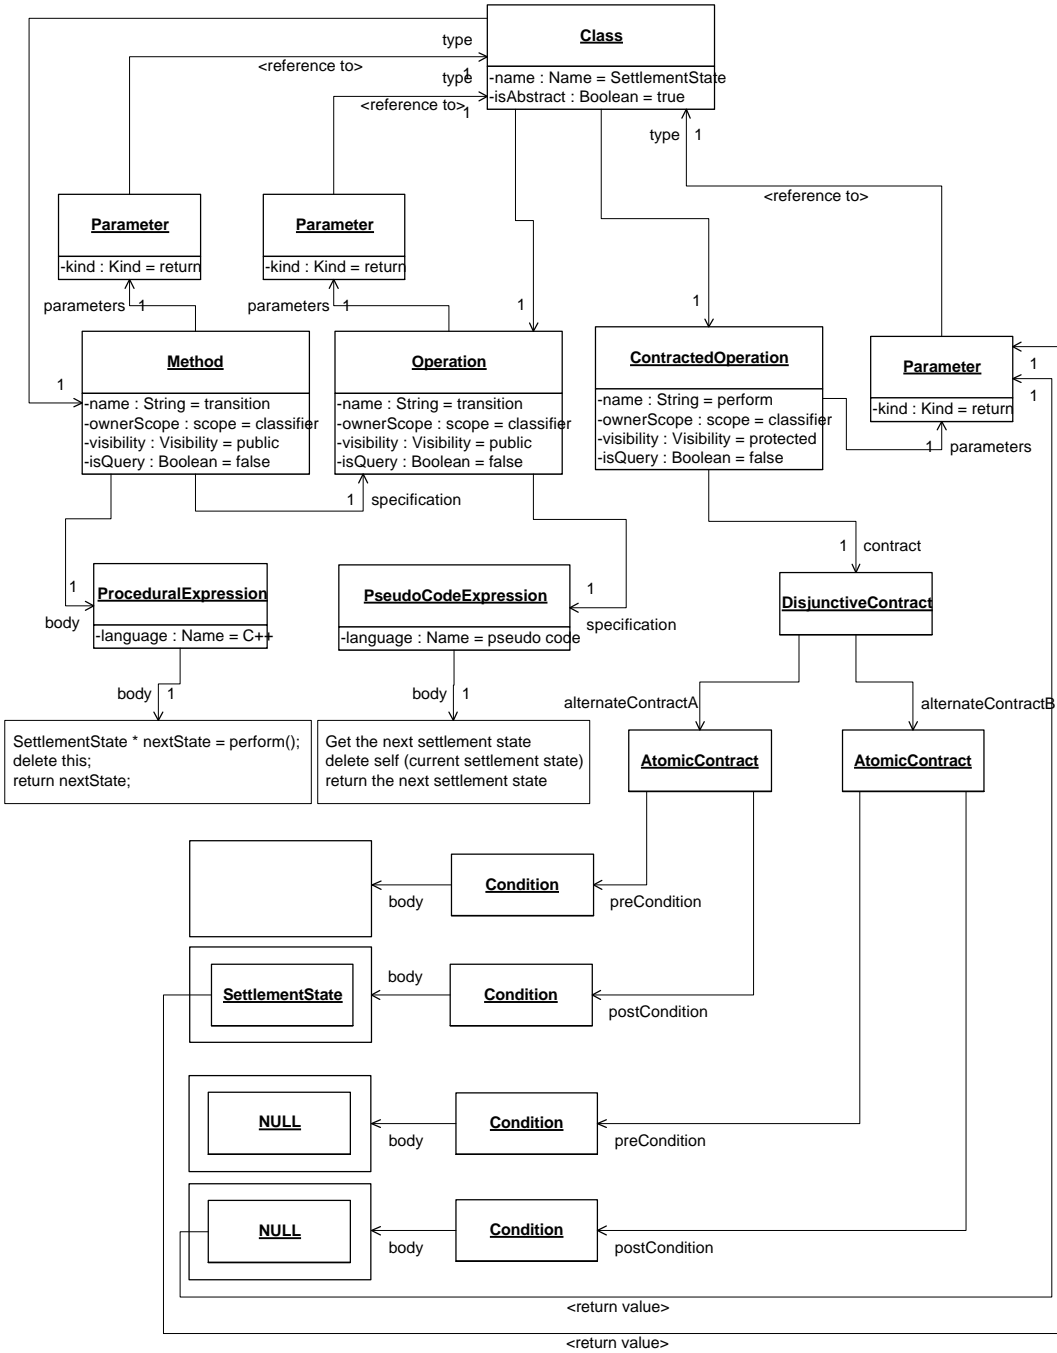 Class
-name : Name = SettlementState
-isAbstract : Boolean = true
type
1
<reference to>
type
1
<reference to>
type
1
<reference to>
Parameter
-kind : Kind = return
Parameter
-kind : Kind = return
parameters
1
parameters
1
1
1
Method
-name : String = transition
-ownerScope : scope = classifier
-visibility : Visibility = public
-isQuery : Boolean = false
1
Operation
-name : String = transition
-ownerScope : scope = classifier
-visibility : Visibility = public
-isQuery : Boolean = false
ContractedOperation
-name : String = perform
-ownerScope : scope = classifier
-visibility : Visibility = protected
-isQuery : Boolean = false
Parameter
-kind : Kind = return
1
1
1
parameters
1
specification
1
contract
1
body
ProceduralExpression
-language : Name = C++
PseudoCodeExpression
-language : Name = pseudo code
1
specification
DisjunctiveContract
body
1
body
1
alternateContractA
alternateContractB
SettlementState * nextState = perform();
delete this;
return nextState;
Get the next settlement state
delete self (current settlement state)
return the next settlement state
AtomicContract
AtomicContract
body
Condition
preCondition
SettlementState
body
Condition
postCondition
NULL
body
Condition
preCondition
NULL
body
Condition
postCondition
<return value>
<return value>